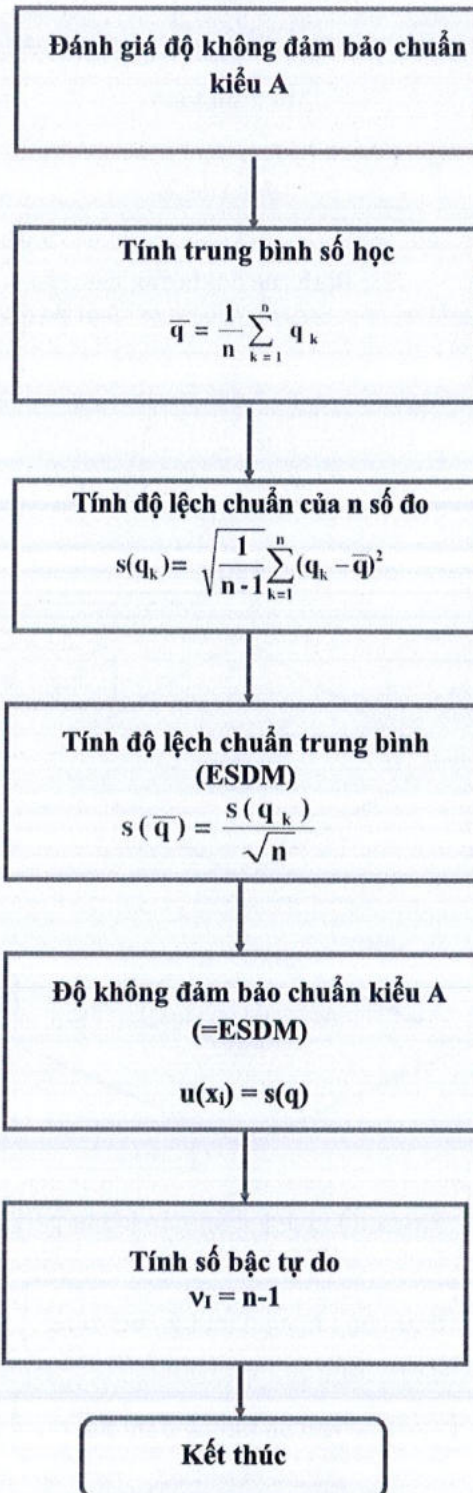 Đánh giá độ không đảm bảo chuẩn
kiểu A
Tính trung bình số học
q̅ = 1/n ∑_{k = 1}^{n} q_k
Tính độ lệch chuẩn của n số đo
s(q_k) = √(1/(n - 1)) ∑_{k=1}^{n} (q_k − q̅)²
Tính độ lệch chuẩn trung bình
(ESDM)
s ( q̅ ) = s ( q_k ) / √n
Độ không đảm bảo chuẩn kiểu A
(=ESDM)
u(x_i) = s(q)
Tính số bậc tự do
ν_I = n-1
Kết thúc